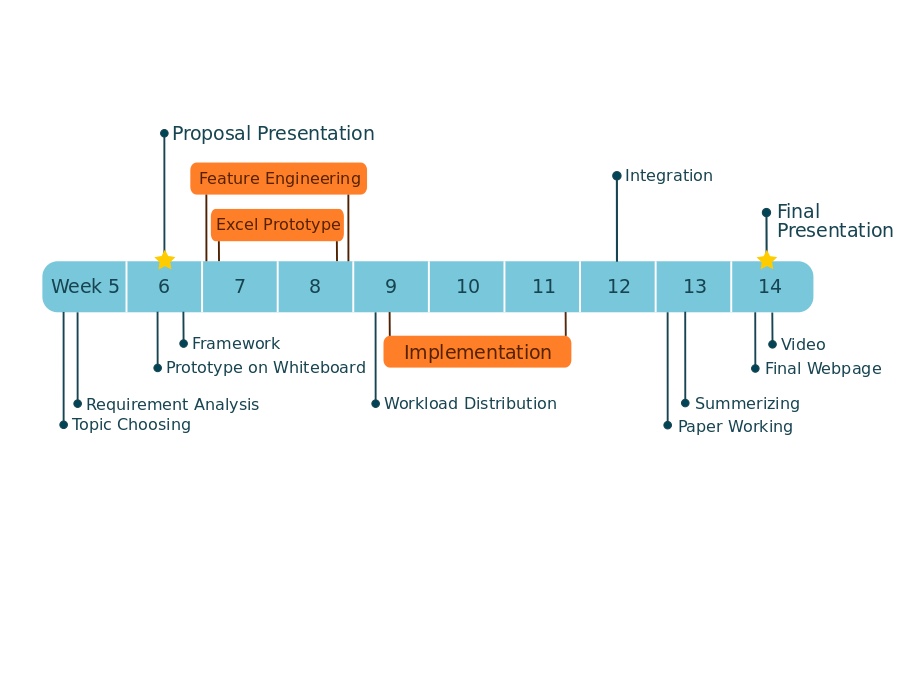 Proposal Presentation
Feature Engineering
Excel Prototype
Integration
Final
Presentation
Week 5 6 7 8 9 10 11 12 13 14
Framework
Prototype on Whiteboard
Requirement Analysis
Topic Choosing
Implementation
Workload Distribution
Video
Final Webpage
Summerizing
Paper Working